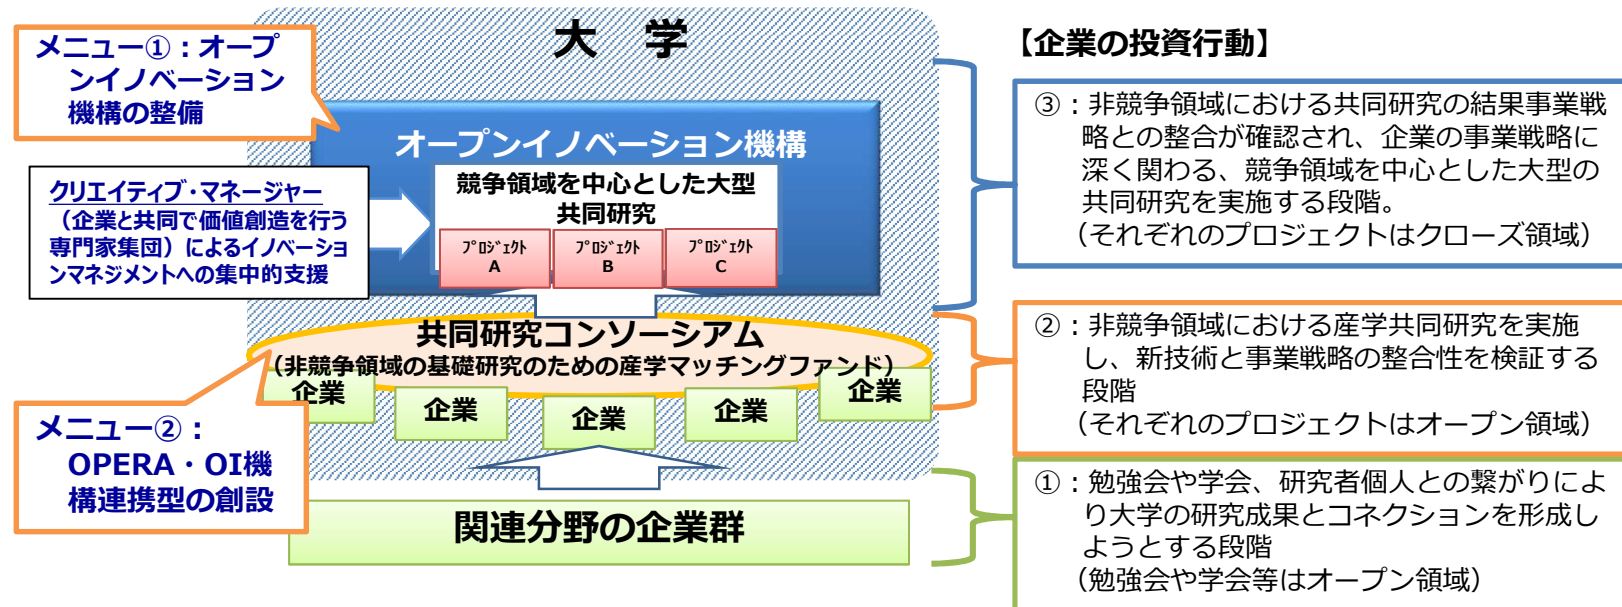 大 学
メニュー①：オープ
ンイノベーション
機構の整備
オープンイノベーション機構
クリエイティブ・マネージャー
（企業と共同で価値創造を行う
専門家集団）によるイノベーショ
ンマネジメントへの集中的支援
競争領域を中心とした大型
共同研究
ﾌﾟﾛｼﾞｪｸﾄ
A
ﾌﾟﾛｼﾞｪｸﾄ
B
ﾌﾟﾛｼﾞｪｸﾄ
C
共同研究コンソーシアム
（非競争領域の基礎研究のための産学マッチングファンド）
企業
企業
企業
企業
企業
メニュー②：
OPERA・OI機
構連携型の創設
関連分野の企業群
【企業の投資行動】
③：非競争領域における共同研究の結果事業戦
略との整合が確認され、企業の事業戦略に
深く関わる、競争領域を中心とした大型の
共同研究を実施する段階。
（それぞれのプロジェクトはクローズ領域）
②：非競争領域における産学共同研究を実施
し、新技術と事業戦略の整合性を検証する
段階
（それぞれのプロジェクトはオープン領域）
①：勉強会や学会、研究者個人との繋がりによ
り大学の研究成果とコネクションを形成し
ようとする段階
（勉強会や学会等はオープン領域）